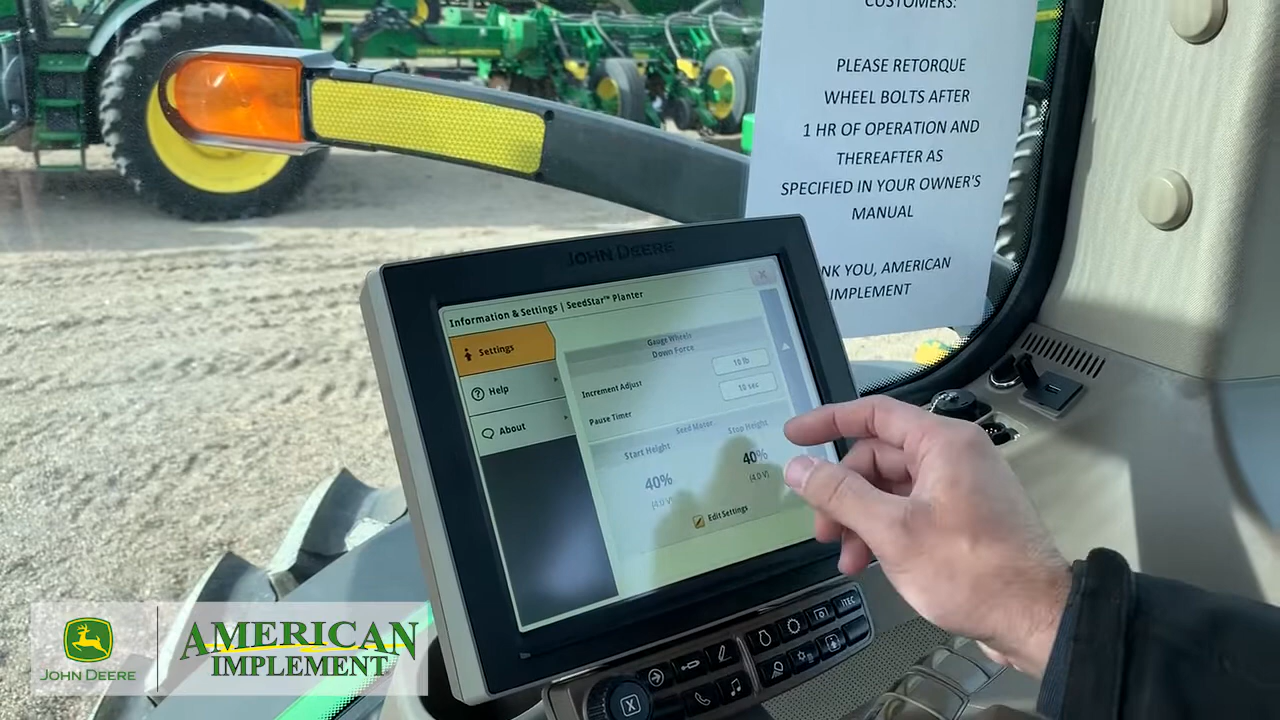 CUSTOMERS:
PLEASE RETORQUE
WHEEL BOLTS AFTER
1 HR OF OPERATION AND
THEREAFTER AS
SPECIFIED IN YOUR OWNER'S
MANUAL
NK YOU, AMERICAN
IMPLEMENT
JOHN DEERE
Information & Settings | SeedStar™ Planter
Settings
Help
About
Gauge Wheels
Down Force
Increment Adjust
10 lb
Pause Timer
10 sec
Seed Motor
Start Height
Stop Height
40%
40%
(4.0 V)
(4.0 V)
Edit Settings
iTEC
X
JOHN DEERE
AMERICAN
IMPLEMENT